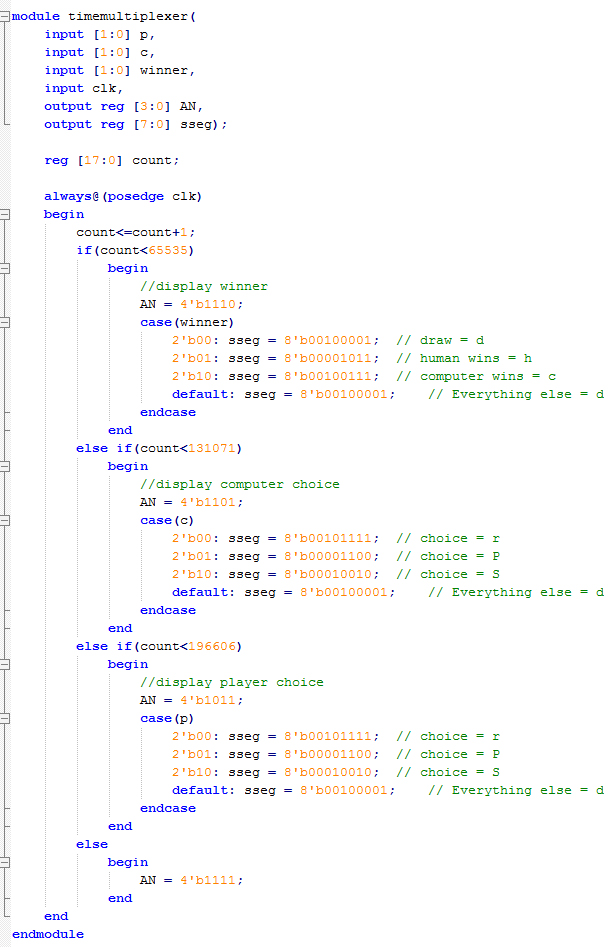 module timemultiplexer(
    input [1:0] p,
    input [1:0] c,
    input [1:0] winner,
    input clk,
    output reg [3:0] AN,
    output reg [7:0] sseg);

    reg [17:0] count;

    always@(posedge clk)
    begin
        count<=count+1;
        if(count<65535)
            begin
                //display winner
                AN = 4'b1110;
                case(winner)
                    2'b00: sseg = 8'b00100001;  // draw = d
                    2'b01: sseg = 8'b00001011;  // human wins = h
                    2'b10: sseg = 8'b00100111;  // computer wins = c
                    default: sseg = 8'b00100001;    // Everything else = d
                endcase
            end
        else if(count<131071)
            begin
                //display computer choice
                AN = 4'b1101;
                case(c)
                    2'b00: sseg = 8'b00101111;  // choice = r
                    2'b01: sseg = 8'b00001100;  // choice = P
                    2'b10: sseg = 8'b00010010;  // choice = S
                    default: sseg = 8'b00100001;    // Everything else = d
                endcase
            end
        else if(count<196606)
            begin
                //display player choice
                AN = 4'b1011;
                case(p)
                    2'b00: sseg = 8'b00101111;  // choice = r
                    2'b01: sseg = 8'b00001100;  // choice = P
                    2'b10: sseg = 8'b00010010;  // choice = S
                    default: sseg = 8'b00100001;    // Everything else = d
                endcase
            end
        else
            begin
                AN = 4'b1111;
            end
    end
endmodule